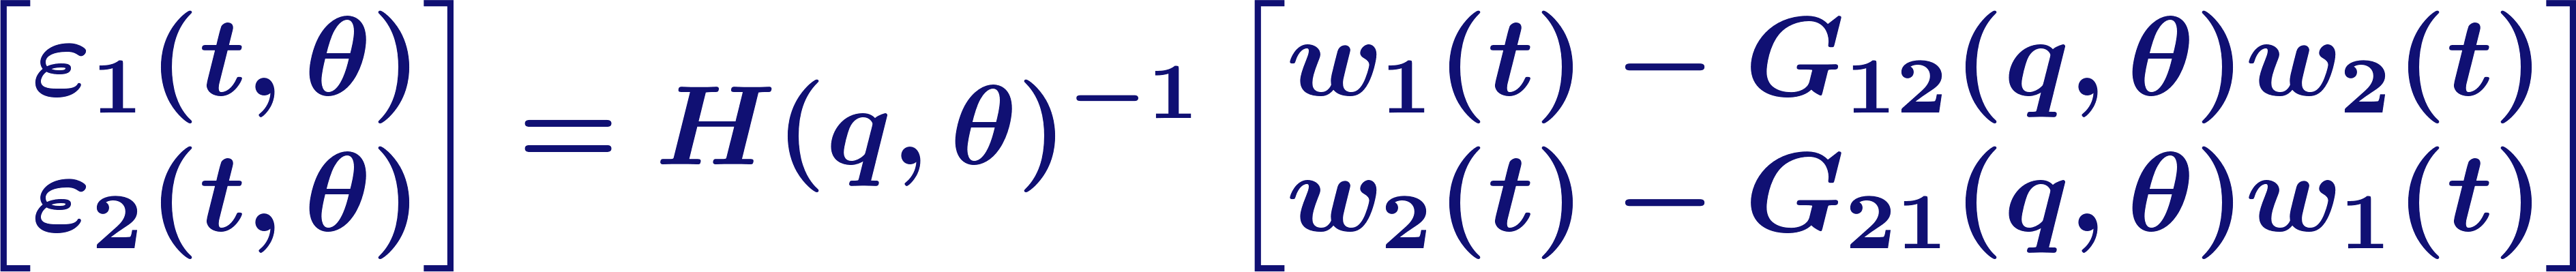 [ε₁(t, θ) ; ε₂(t, θ)] = H(q, θ)⁻¹ [w₁(t) − G₁₂(q, θ)w₂(t) ; w₂(t) − G₂₁(q, θ)w₁(t)]